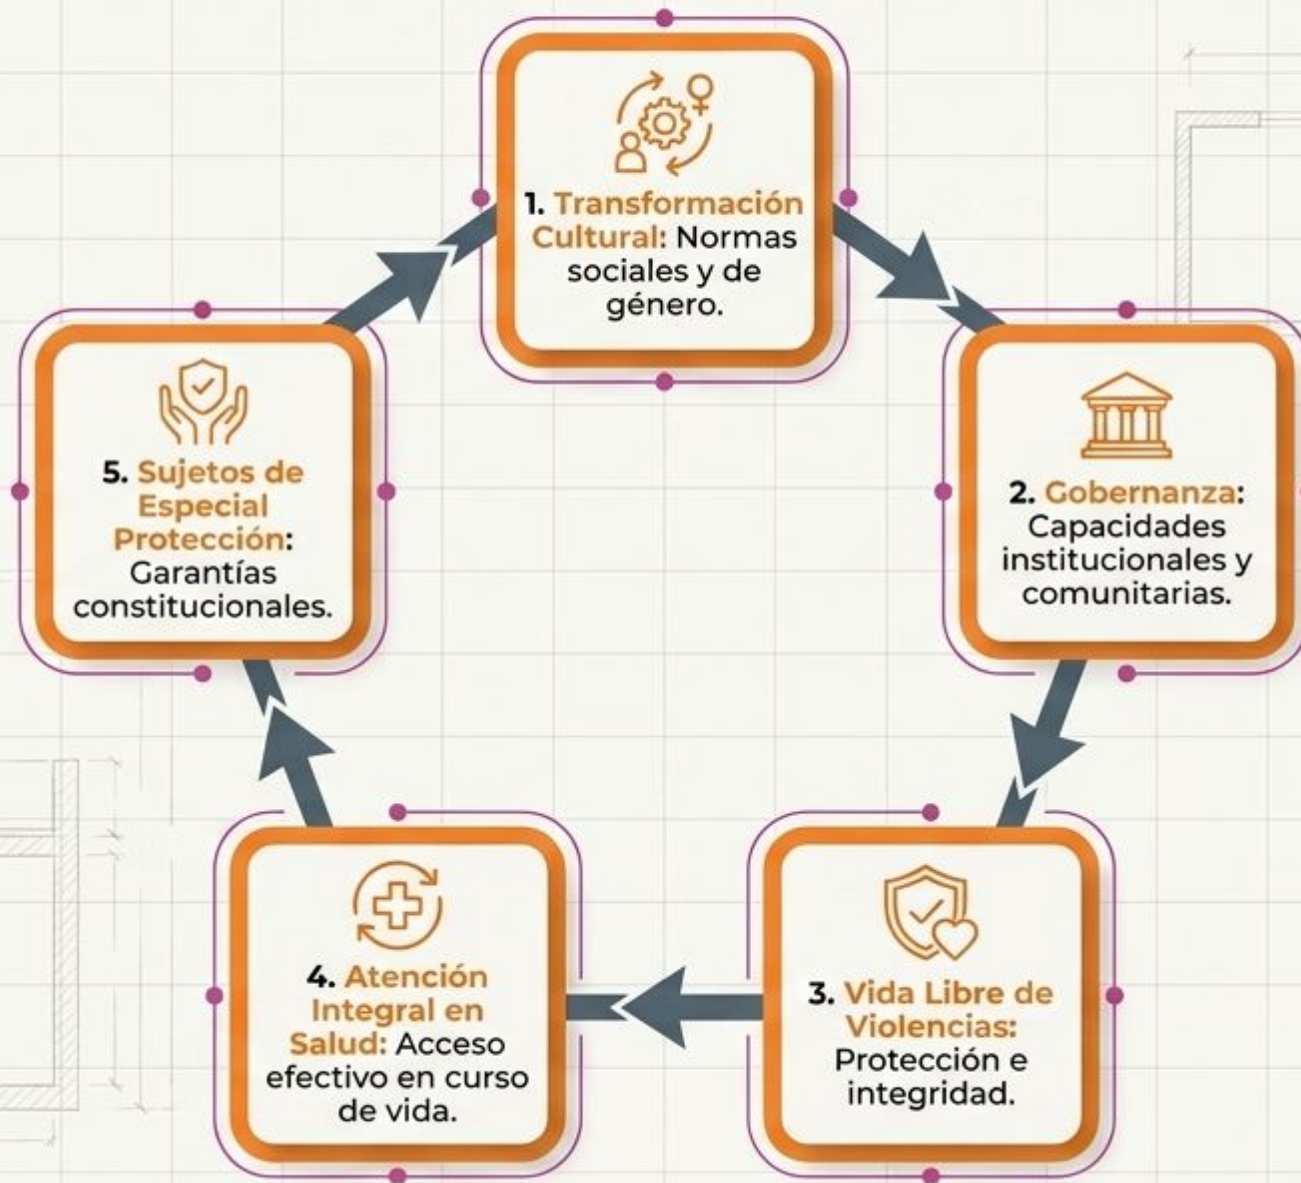 1. Transformación
Cultural: Normas
sociales y de
género.
2. Gobernanza:
Capacidades
institucionales y
comunitarias.
3. Vida Libre de
Violencias:
Protección e
integridad.
4. Atención
Integral en
Salud: Acceso
efectivo en curso
de vida.
5. Sujetos de
Especial
Protección:
Garantías
constitucionales.